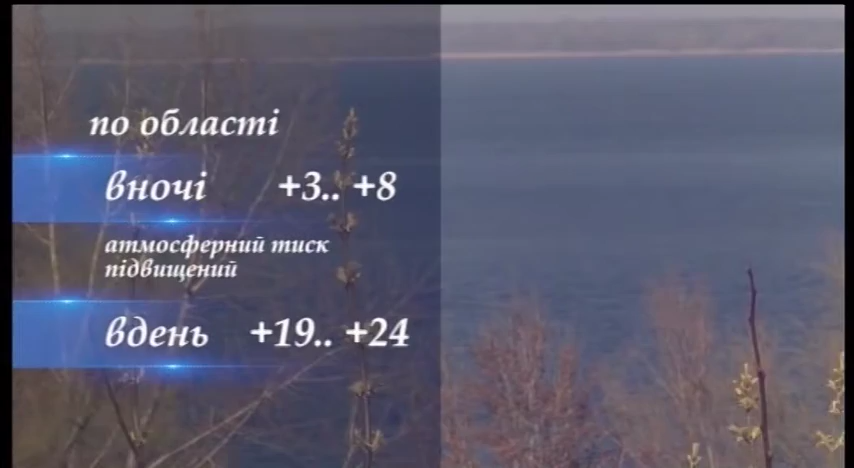 по області
вночі +3.. +8
атмосферний тиск
підвищений
вдень +19.. +24